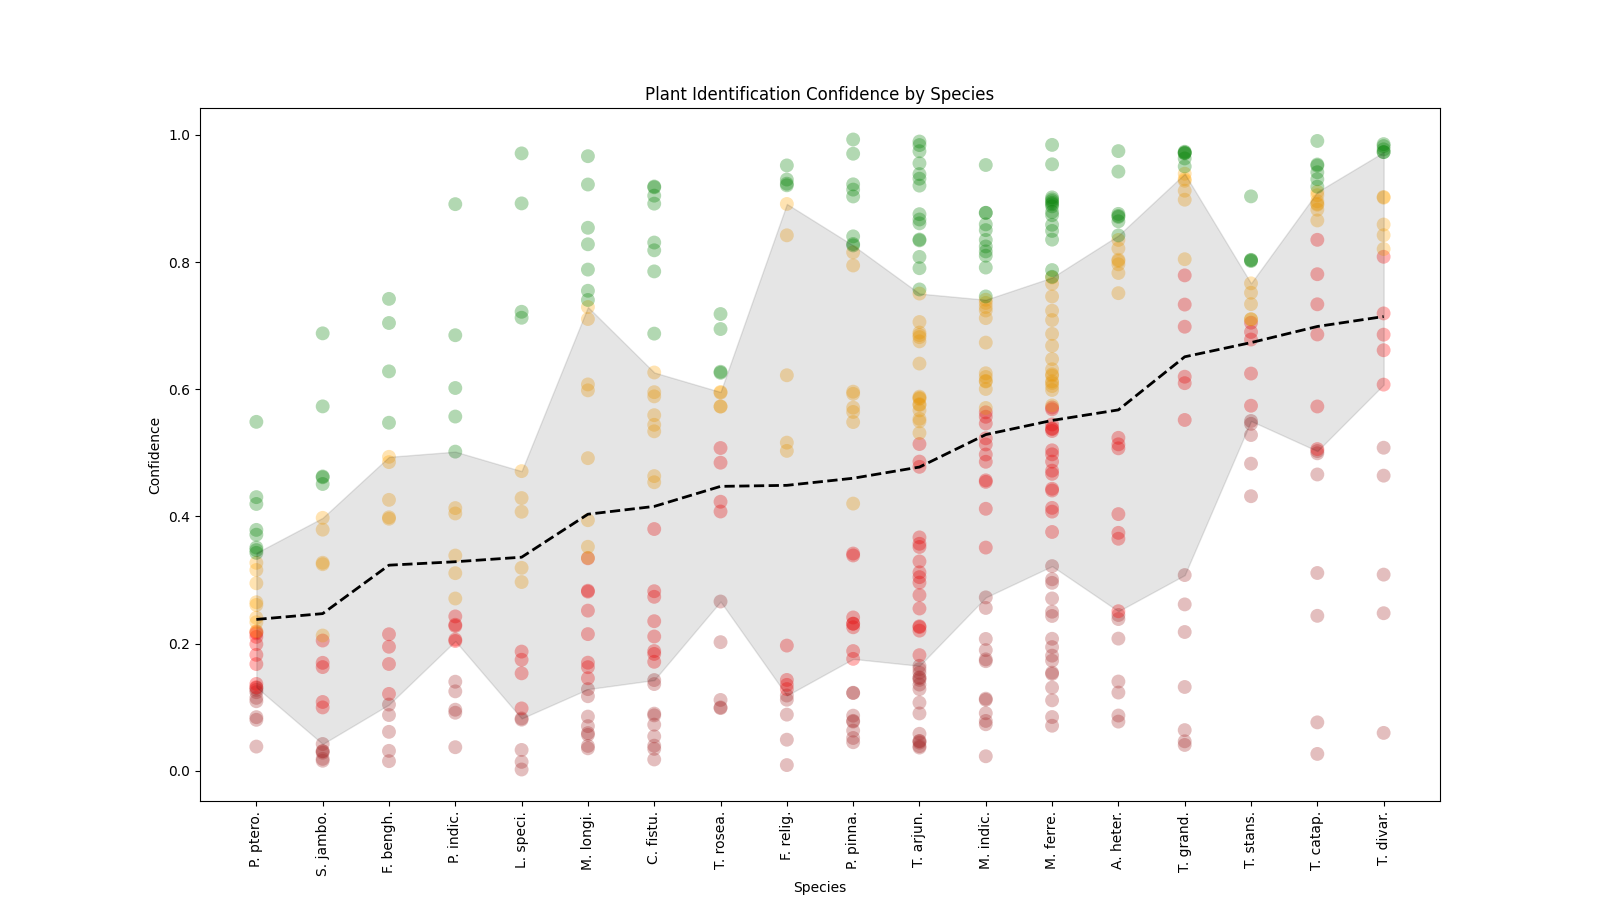 Plant Identification Confidence by Species
Confidence
1.0
0.8
0.6
0.4
0.2
0.0
P. ptero.
S. jambo.
F. bengh.
P. indic.
L. speci.
M. longi.
C. fistu.
T. rosea.
F. relig.
P. pinna.
T. arjun.
M. indic.
M. ferre.
A. heter.
T. grand.
T. stans.
T. catap.
T. divar.
Species